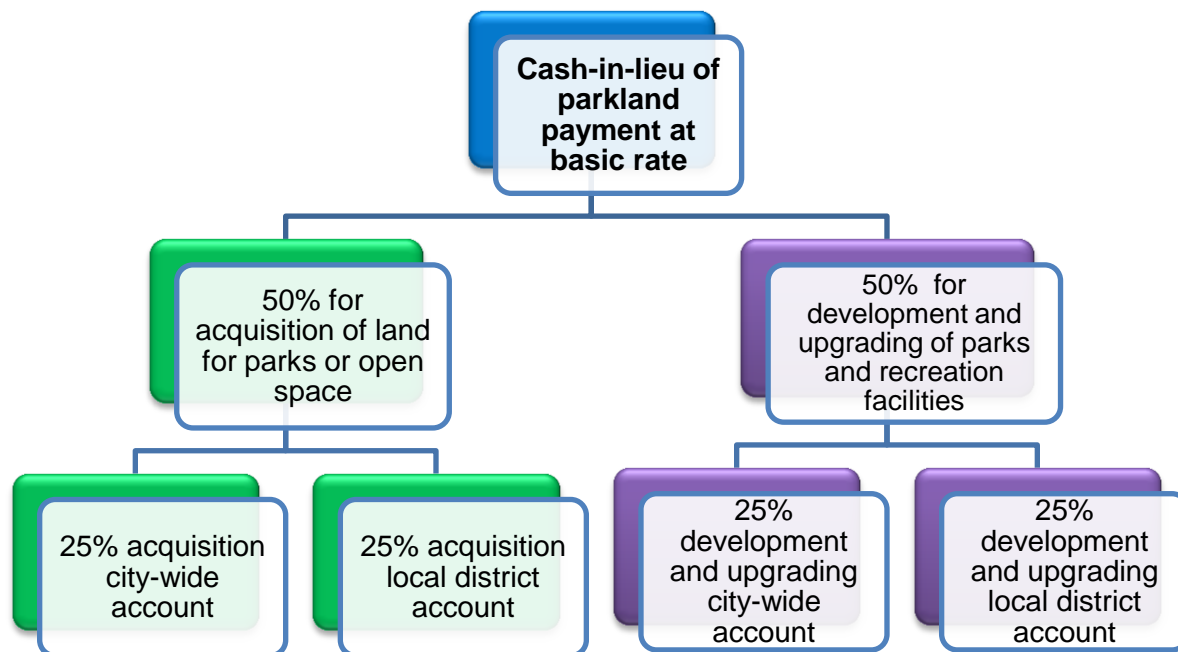 Cash-in-lieu of
parkland
payment at
basic rate
50% for
acquisition of land
for parks or open
space
50% for
development and
upgrading of parks
and recreation
facilities
25% acquisition
city-wide
account
25% acquisition
local district
account
25%
development
and upgrading
city-wide
account
25%
development
and upgrading
local district
account